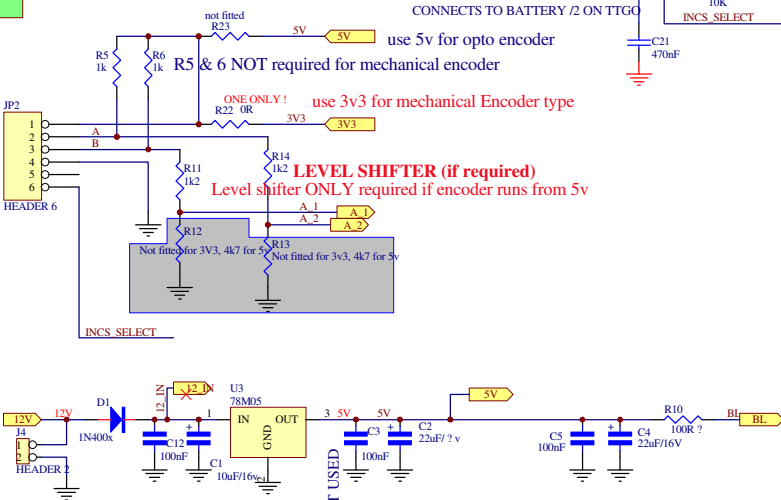 CONNECTS TO BATTERY /2 ON TTGO
10K
INCS_SELECT
not fitted
R23
5V
5V
use 5v for opto encoder
C21
470nF
R5
1k
R6
1k
R5 & 6 NOT required for mechanical encoder
ONE ONLY !
use 3v3 for mechanical Encoder type
R22 0R
3V3
3V3
JP2
1
2
3
4
5
6
HEADER 6
A
B
R11
1k2
R14
1k2
LEVEL SHIFTER (if required)
Level shifter ONLY required if encoder runs from 5v
A_1
A_1
A_2
A_2
R12
Not fitted for 3V3, 4k7 for 5v
R13
Not fitted for 3v3, 4k7 for 5v
INCS_SELECT
12V
12V
J4
1
2
HEADER 2
D1
1N400x
12_IN
12_IN
C12
100nF
C1
10uF/16v
1
U3
78M05
IN
OUT
GND
2
3
5V
5V
C3
100nF
C2
22uF/ ? v
5V
C5
100nF
C4
22uF/16V
R10
100R ?
BL
BL
USED